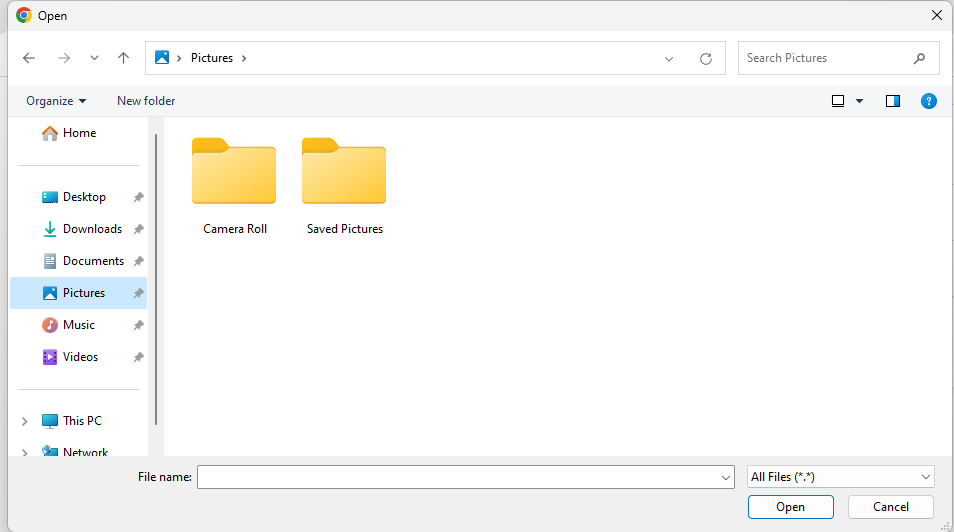 Open
Pictures
Search Pictures
Organize New folder
?
Home
Desktop
Downloads
Documents
Pictures
Music
Videos
This PC
Network
Camera Roll
Saved Pictures
File name:
All Files (*.*)
Open Cancel